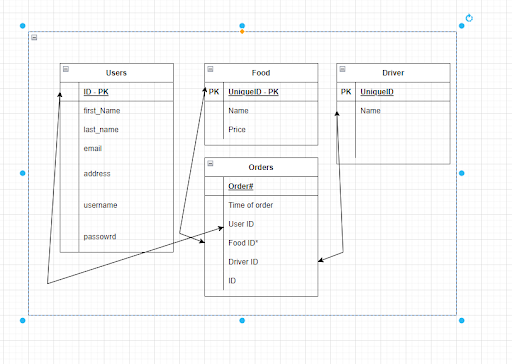 Users
ID - PK
first_Name
last_name
email
address
username
passowrd
Food
PK UniqueID - PK
Name
Price
Driver
PK UniqueID
Name
Orders
Order#
Time of order
User ID
Food ID*
Driver ID
ID